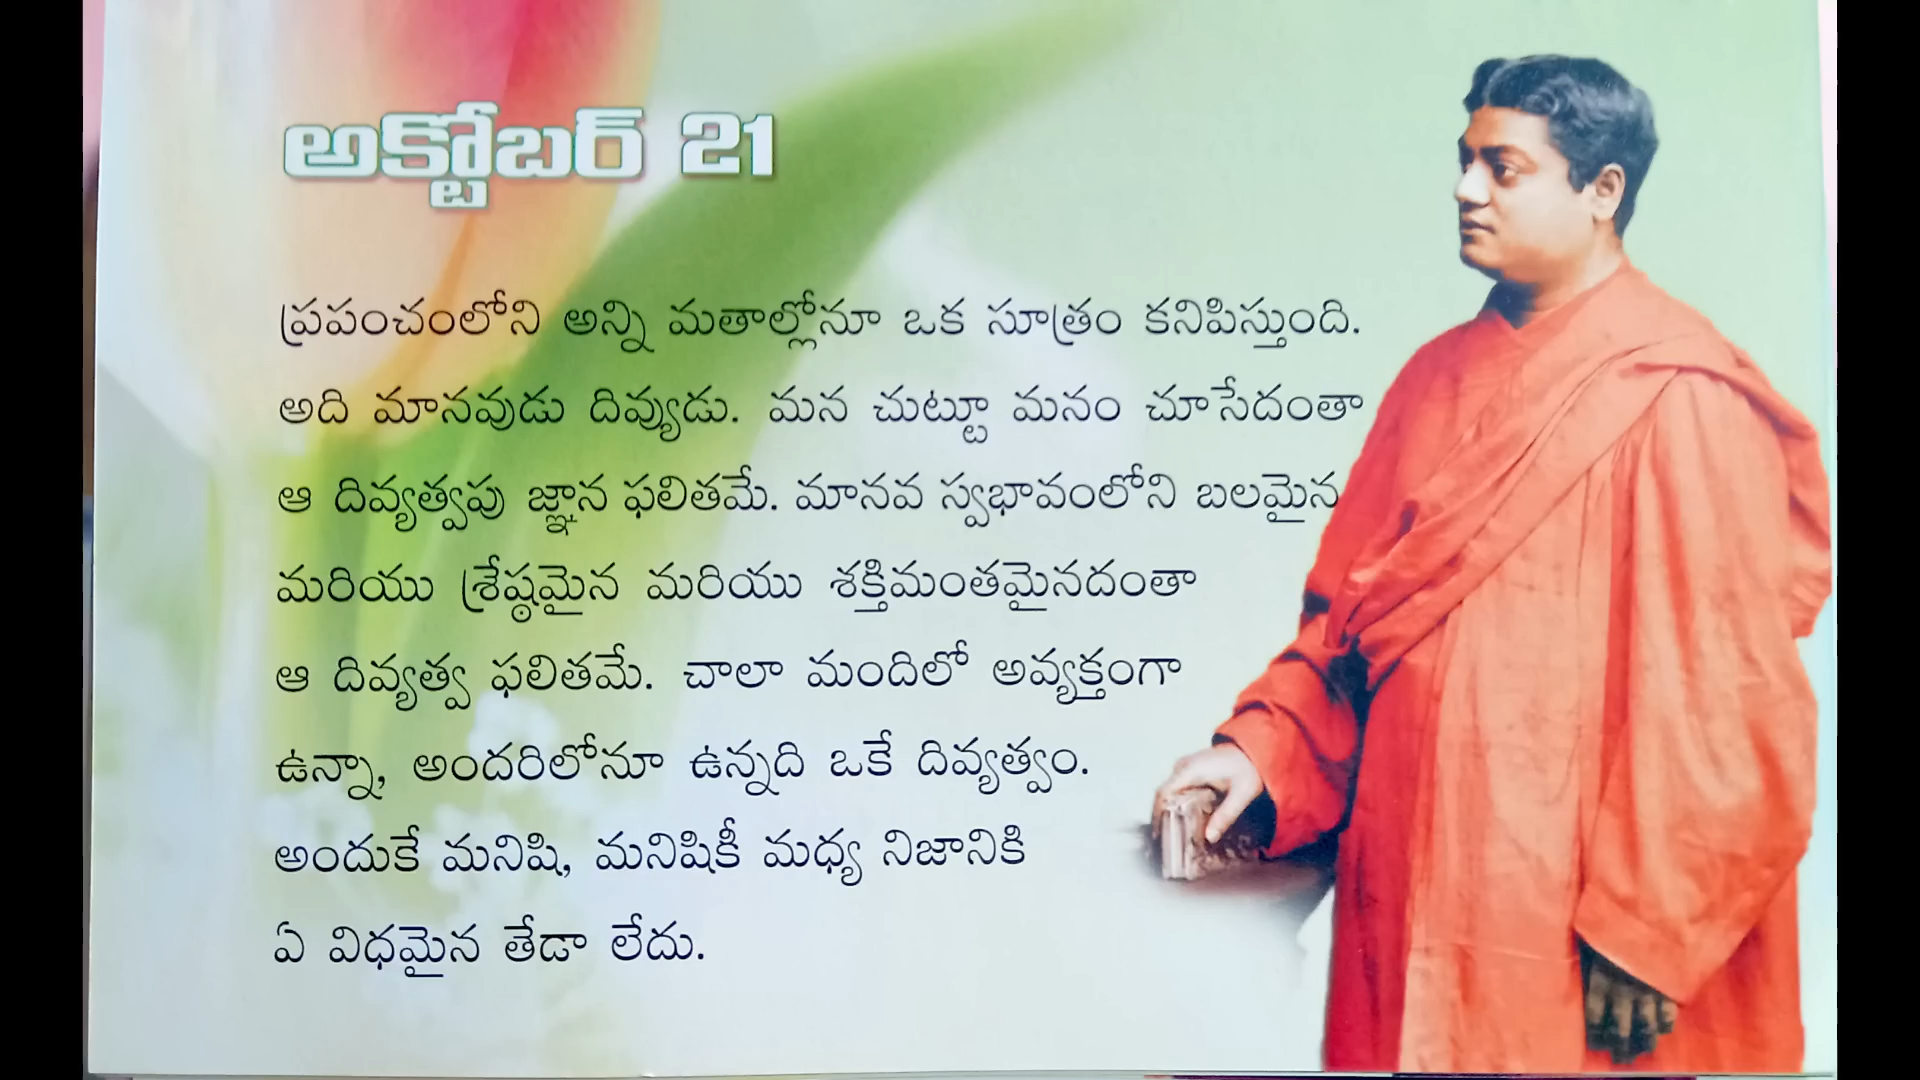 అక్టోబర్ 21
ప్రపంచంలోని అన్ని మతాల్లోనూ ఒక సూత్రం కనిపిస్తుంది.
అది మానవుడు దివ్యుడు. మన చుట్టూ మనం చూసేదంతా
ఆ దివ్యత్వపు జ్ఞాన ఫలితమే. మానవ స్వభావంలోని బలమైన
మరియు శ్రేష్ఠమైన మరియు శక్తిమంతమైనదంతా
ఆ దివ్యత్వ ఫలితమే. చాలా మందిలో అవ్యక్తంగా
ఉన్నా, అందరిలోనూ ఉన్నది ఒకే దివ్యత్వం.
అందుకే మనిషి, మనిషికీ మధ్య నిజానికి
ఏ విధమైన తేడా లేదు.